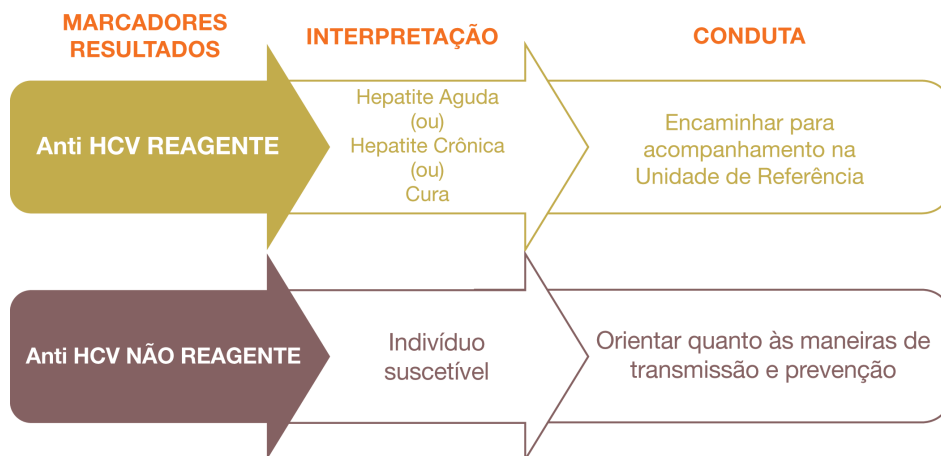 MARCADORES
RESULTADOS
INTERPRETAÇÃO
CONDUTA
Anti HCV REAGENTE
Hepatite Aguda
(ou)
Hepatite Crônica
(ou)
Cura
Encaminhar para
acompanhamento na
Unidade de Referência
Anti HCV NÃO REAGENTE
Indivíduo
suscetível
Orientar quanto às maneiras de
transmissão e prevenção